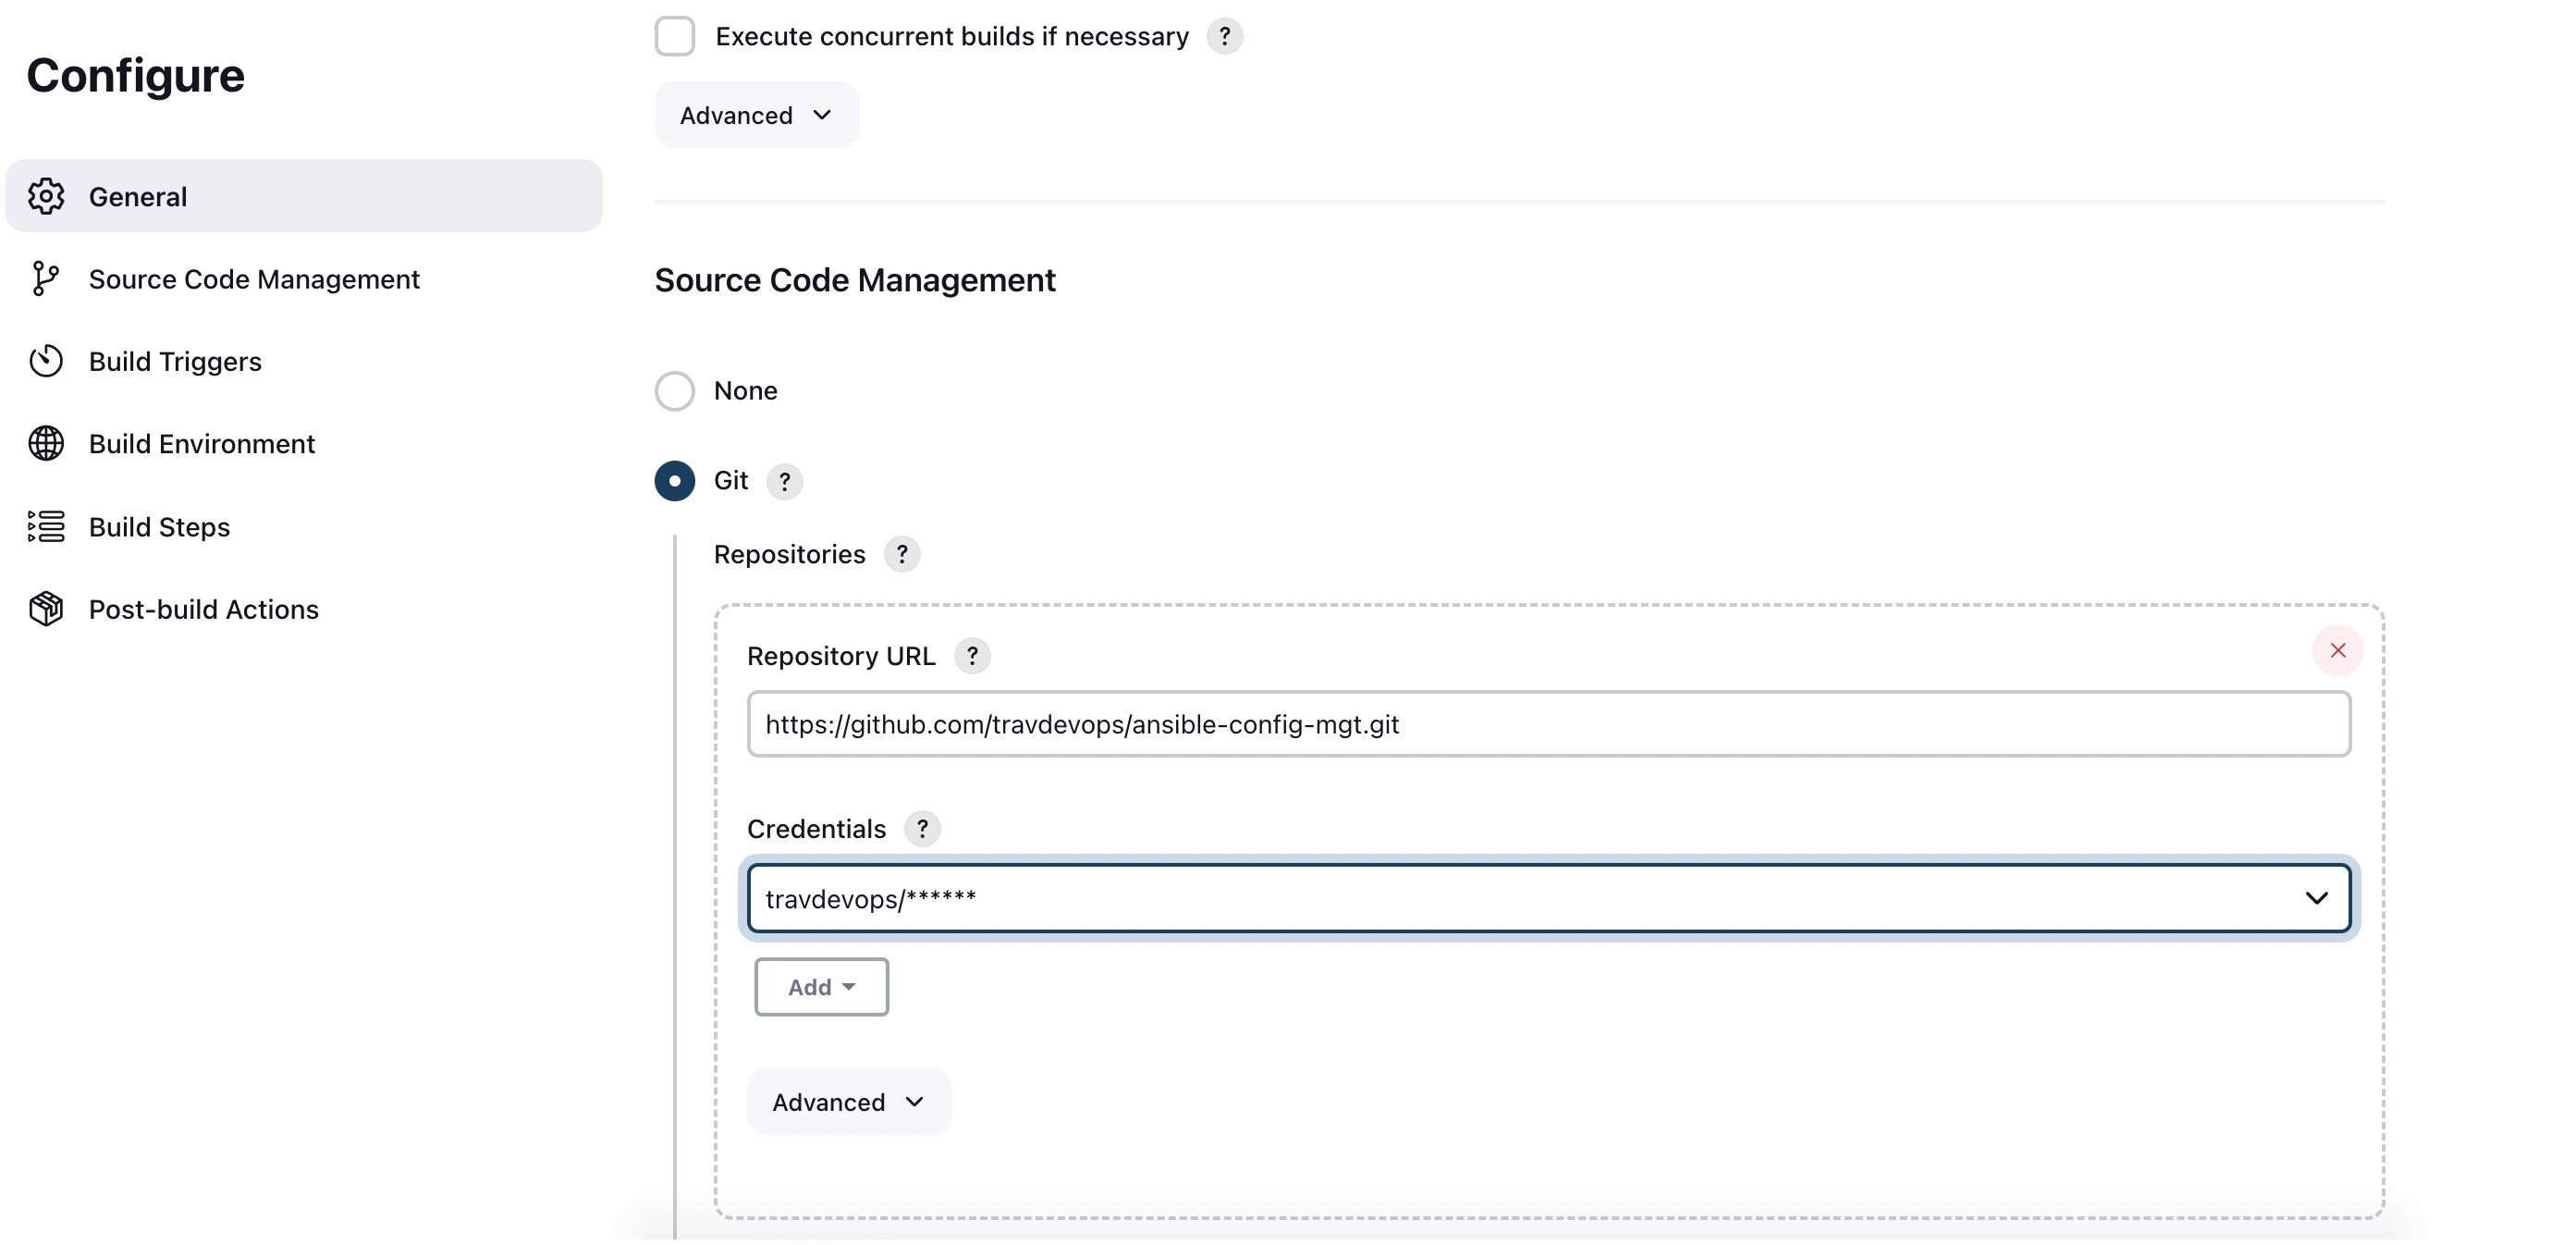 Configure
General
Source Code Management
Build Triggers
Build Environment
Build Steps
Post-build Actions
Execute concurrent builds if necessary ?
Advanced
Source Code Management
None
Git ?
Repositories ?
Repository URL ?
https://github.com/travdevops/ansible-config-mgt.git
Credentials ?
travdevops/******
Add
Advanced